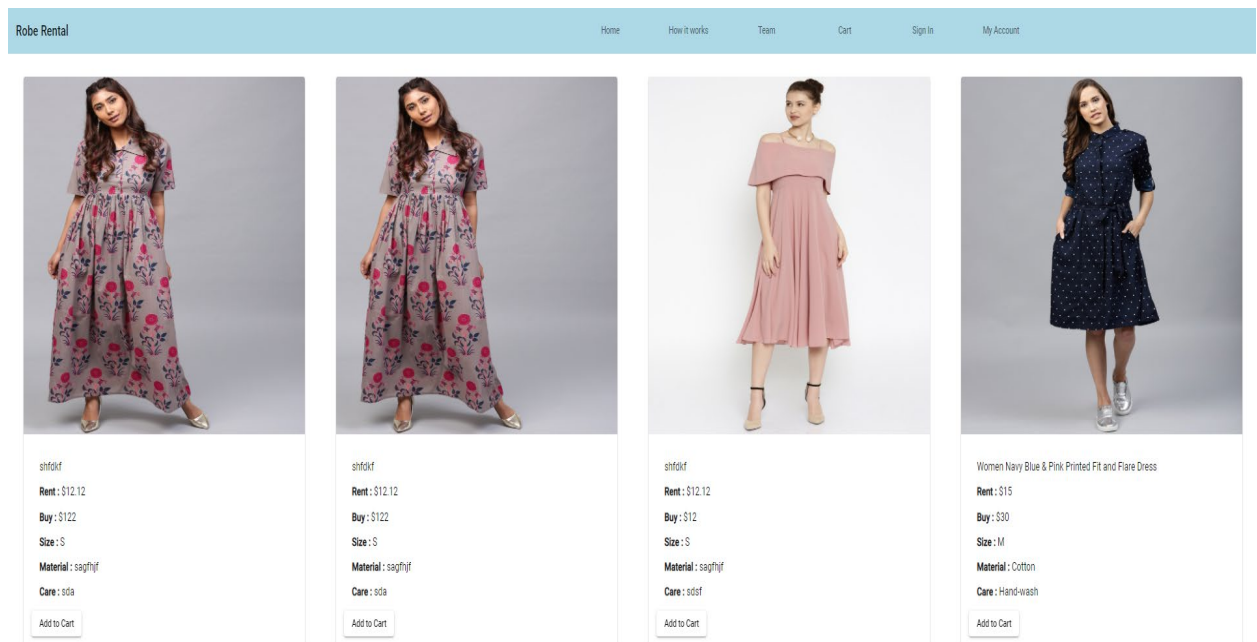 Robe Rental
Home How it works Team Cart Sign In My Account
shfdkf
Rent : $12.12
Buy : $122
Size : S
Material : sagfhjf
Care : sda
Add to Cart
shfdkf
Rent : $12.12
Buy : $122
Size : S
Material : sagfhjf
Care : sda
Add to Cart
shfdkf
Rent : $12.12
Buy : $12
Size : S
Material : sagfhjf
Care : sdsf
Add to Cart
Women Navy Blue & Pink Printed Fit and Flare Dress
Rent : $15
Buy : $30
Size : M
Material : Cotton
Care : Hand-wash
Add to Cart